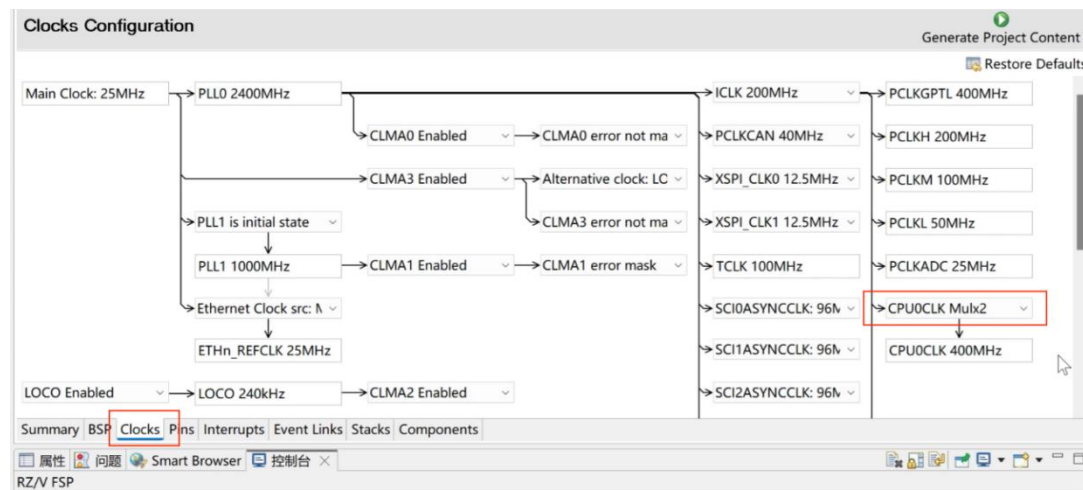 Clocks Configuration
Generate Project Content
Restore Defaults
Main Clock: 25MHz
PLL0 2400MHz
ICLK 200MHz
PCLKGPTL 400MHz
CLMA0 Enabled
CLMA0 error not ma
PCLKCAN 40MHz
PCLKH 200MHz
CLMA3 Enabled
Alternative clock: LC
XSPI_CLK0 12.5MHz
PCLKM 100MHz
PLL1 is initial state
CLMA3 error not ma
XSPI_CLK1 12.5MHz
PCLKL 50MHz
PLL1 1000MHz
CLMA1 Enabled
CLMA1 error mask
TCLK 100MHz
PCLKADC 25MHz
Ethernet Clock src:
SCI0ASYNCCLK: 96
CPU0CLK Mulx2
ETHn_REFCLK 25MHz
SCI1ASYNCCLK: 96
CPU0CLK 400MHz
LOCO Enabled
LOCO 240kHz
CLMA2 Enabled
SCI2ASYNCCLK: 96
Summary BSP Clocks Pins Interrupts Event Links Stacks Components
属性 问题 Smart Browser 控制台
RZ/V FSP